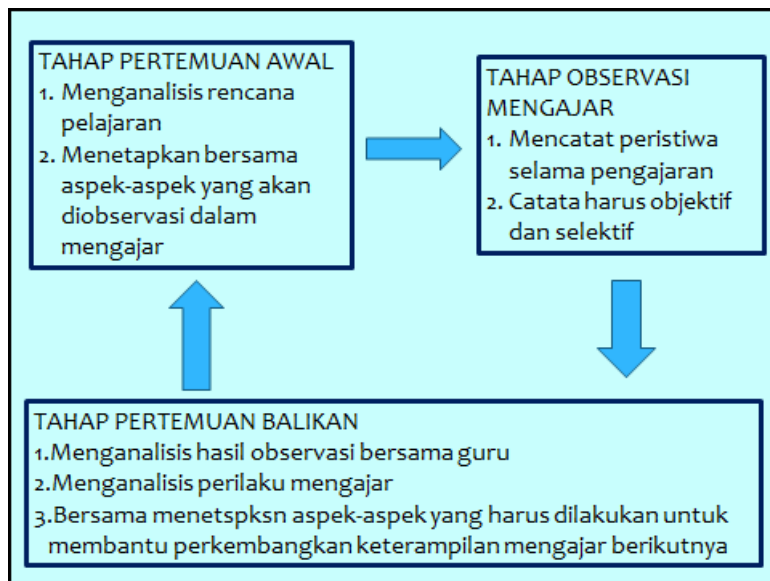 TAHAP PERTEMUAN AWAL
1. Menganalisis rencana
pelajaran
2. Menetapkan bersama
aspek-aspek yang akan
diobservasi dalam
mengajar
TAHAP OBSERVASI
MENGAJAR
1. Mencatat peristiwa
selama pengajaran
2. Catata harus objektif
dan selektif
TAHAP PERTEMUAN BALIKAN
1.Menganalisis hasil observasi bersama guru
2.Menganalisis perilaku mengajar
3.Bersama menetspksn aspek-aspek yang harus dilakukan untuk
membantu perkembangkan keterampilan mengajar berikutnya